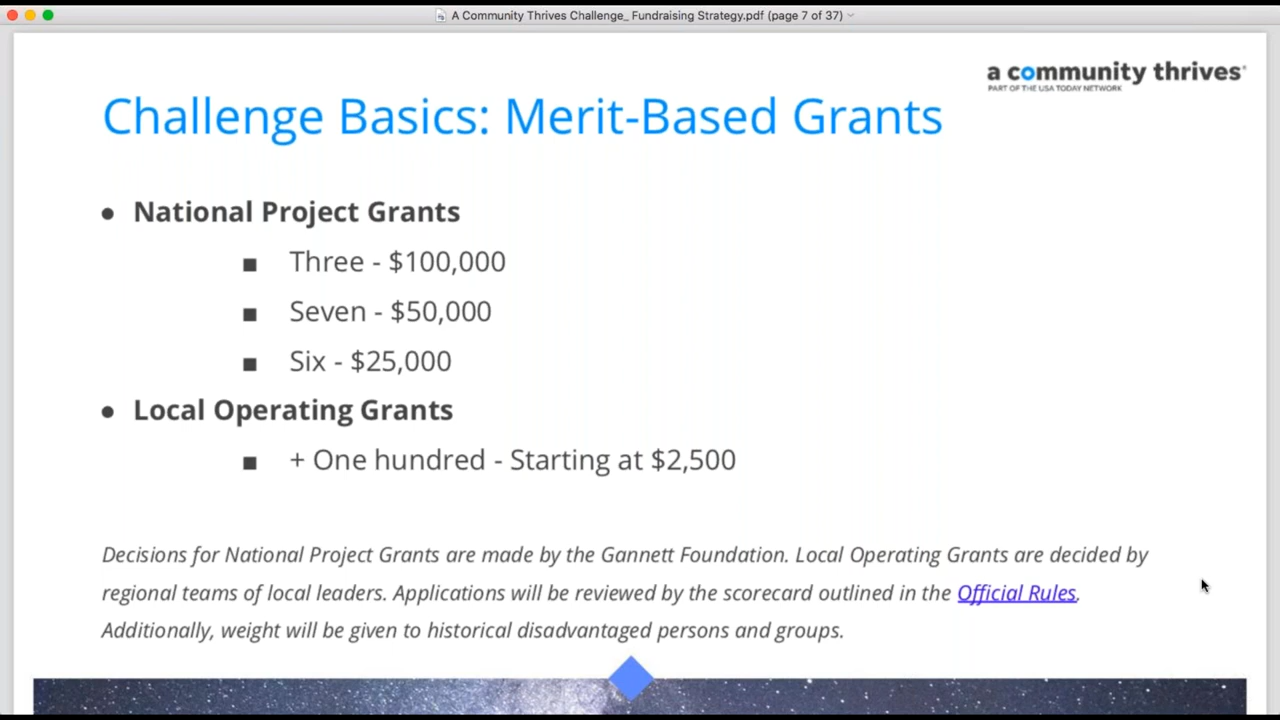 A Community Thrives Challenge_ Fundraising Strategy.pdf (page 7 of 37)
a community thrives
PART OF THE USA TODAY NETWORK
Challenge Basics: Merit-Based Grants
● National Project Grants
■ Three - $100,000
■ Seven - $50,000
■ Six - $25,000
● Local Operating Grants
■ + One hundred - Starting at $2,500
Decisions for National Project Grants are made by the Gannett Foundation. Local Operating Grants are decided by
regional teams of local leaders. Applications will be reviewed by the scorecard outlined in the Official Rules.
Additionally, weight will be given to historical disadvantaged persons and groups.